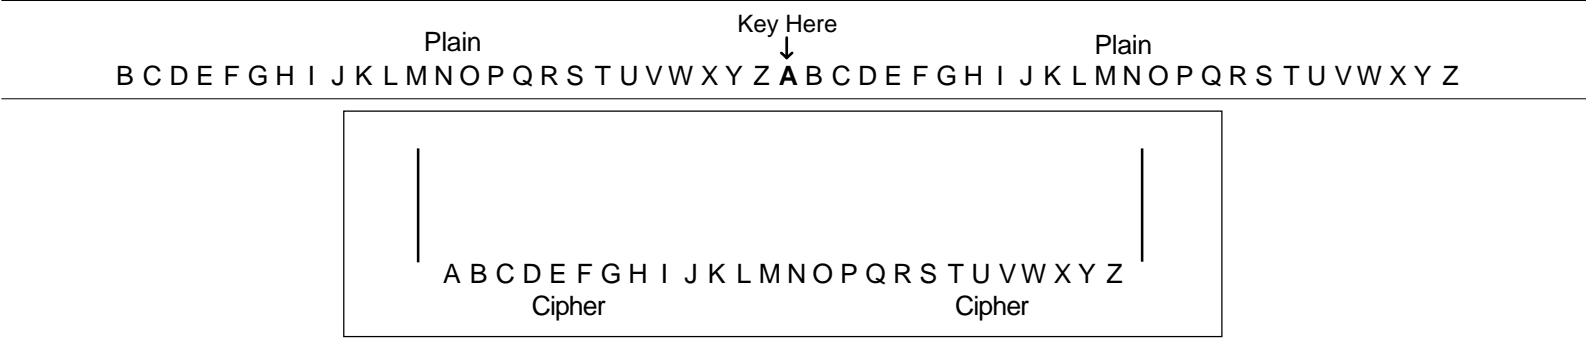 Key Here
Plain Plain
B C D E F G H I J K L M N O P Q R S T U V W X Y Z A B C D E F G H I J K L M N O P Q R S T U V W X Y Z
A B C D E F G H I J K L M N O P Q R S T U V W X Y Z
Cipher Cipher